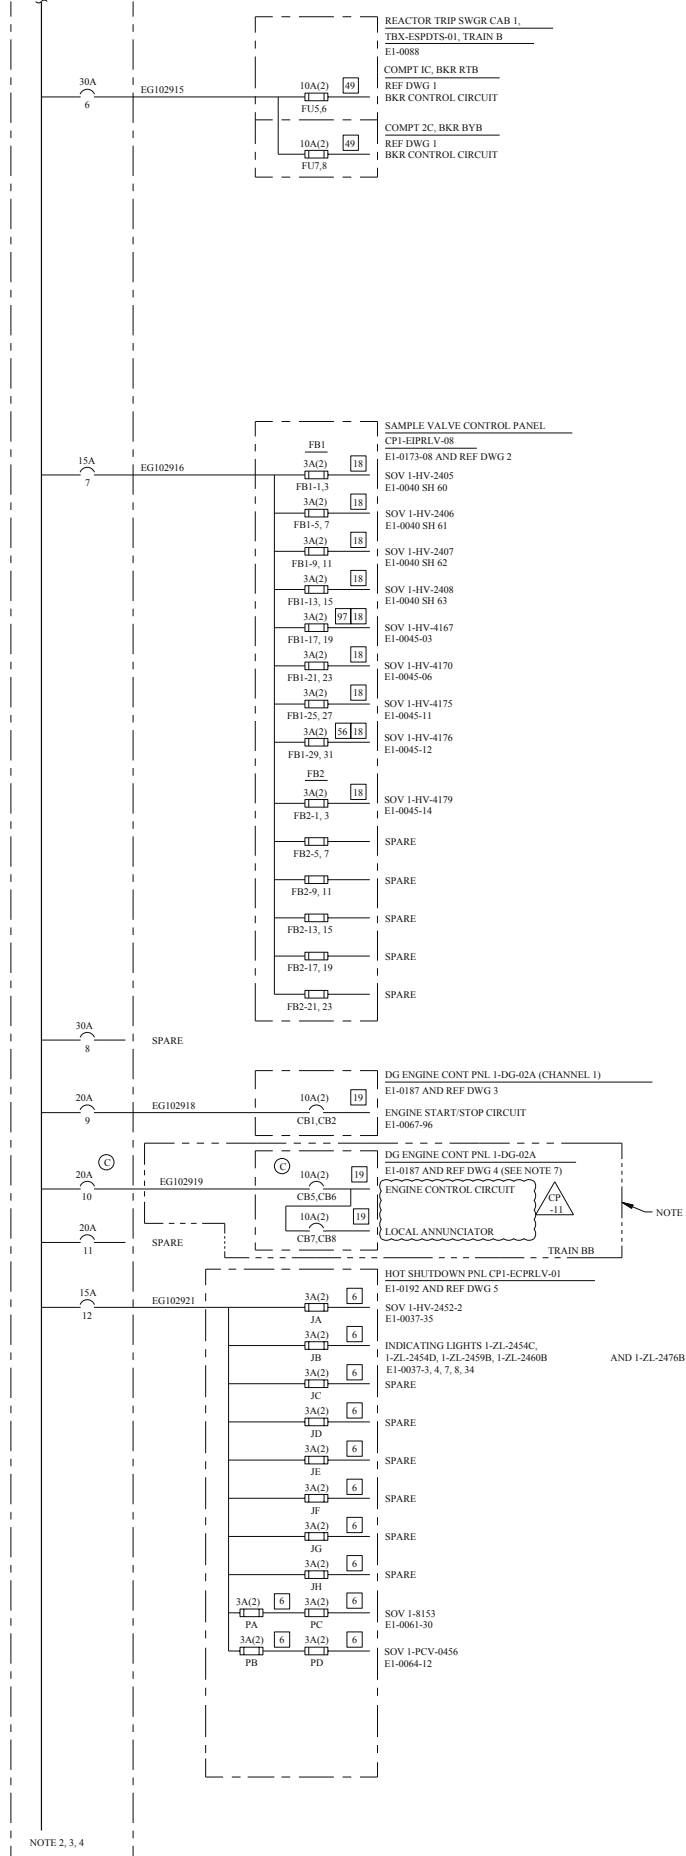 REACTOR TRIP SWGR CAB 1,
TBX-ESPDTS-01, TRAIN B
E1-0088
COMPT IC, BKR RTB
30A
6
EG102915
10A(2) 49
FU5,6
REF DWG 1
BKR CONTROL CIRCUIT
COMPT 2C, BKR BYB
10A(2) 49
FU7,8
REF DWG 1
BKR CONTROL CIRCUIT
SAMPLE VALVE CONTROL PANEL
CP1-EIPRLV-08
E1-0173-08 AND REF DWG 2
FB1
15A
7
EG102916
3A(2) 18
FB1-1,3
SOV 1-HV-2405
E1-0040 SH 60
3A(2) 18
FB1-5, 7
SOV 1-HV-2406
E1-0040 SH 61
3A(2) 18
FB1-9, 11
SOV 1-HV-2407
E1-0040 SH 62
3A(2) 18
FB1-13, 15
SOV 1-HV-2408
E1-0040 SH 63
3A(2) 97 18
FB1-17, 19
SOV 1-HV-4167
E1-0045-03
3A(2) 18
FB1-21, 23
SOV 1-HV-4170
E1-0045-06
3A(2) 18
FB1-25, 27
SOV 1-HV-4175
E1-0045-11
3A(2) 56 18
FB1-29, 31
SOV 1-HV-4176
E1-0045-12
FB2
3A(2) 18
FB2-1, 3
SOV 1-HV-4179
E1-0045-14
FB2-5, 7
SPARE
FB2-9, 11
SPARE
FB2-13, 15
SPARE
FB2-17, 19
SPARE
FB2-21, 23
SPARE
30A
8
SPARE
DG ENGINE CONT PNL 1-DG-02A (CHANNEL 1)
E1-0187 AND REF DWG 3
20A
9
EG102918
10A(2) 19
CB1,CB2
ENGINE START/STOP CIRCUIT
E1-0067-96
DG ENGINE CONT PNL 1-DG-02A
E1-0187 AND REF DWG 4 (SEE NOTE 7)
20A
10
C
EG102919
C
10A(2) 19
CB5,CB6
ENGINE CONTROL CIRCUIT
CP
-11
NOTE
10A(2) 19
CB7,CB8
LOCAL ANNUNCIATOR
20A
11
SPARE
TRAIN BB
HOT SHUTDOWN PNL CP1-ECPRLV-01
E1-0192 AND REF DWG 5
15A
12
EG102921
3A(2) 6
JA
SOV 1-HV-2452-2
E1-0037-35
3A(2) 6
JB
INDICATING LIGHTS 1-ZL-2454C,
1-ZL-2454D, 1-ZL-2459B, 1-ZL-2460B AND 1-ZL-2476B
E1-0037-3, 4, 7, 8, 34
3A(2) 6
JC
SPARE
3A(2) 6
JD
SPARE
3A(2) 6
JE
SPARE
3A(2) 6
JF
SPARE
3A(2) 6
JG
SPARE
3A(2) 6
JH
SPARE
3A(2) 6 3A(2) 6
PA PC
SOV 1-8153
E1-0061-30
3A(2) 6 3A(2) 6
PB PD
SOV 1-PCV-0456
E1-0064-12
NOTE 2, 3, 4